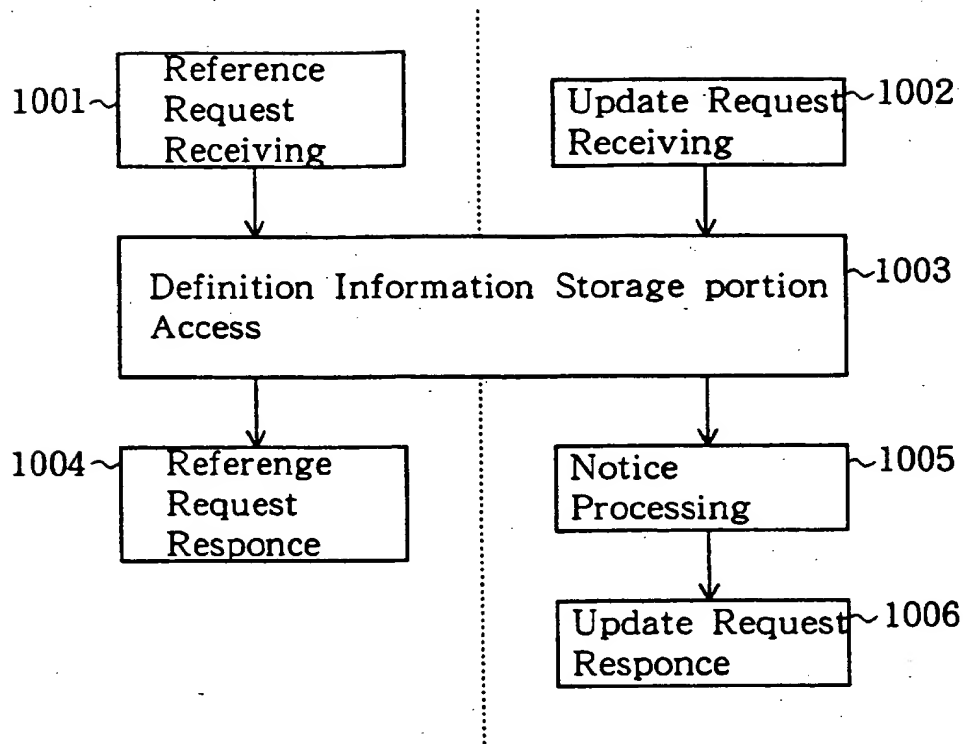 1001
Reference
Request
Receiving
Update Request
Receiving
1002
Definition Information Storage portion
Access
1003
1004
Referenge
Request
Responce
Notice
Processing
1005
Update Request
Responce
1006